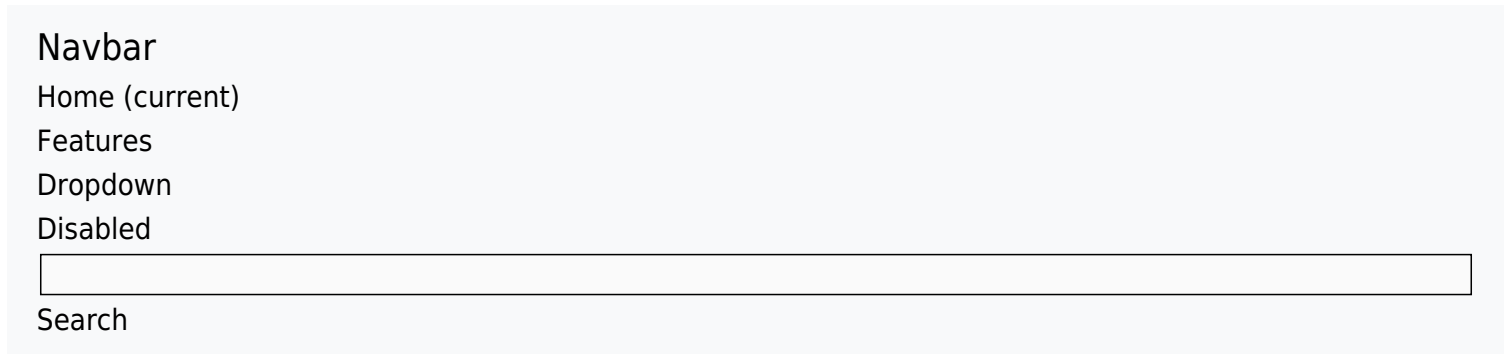 Navbar
Home (current)
Features
Dropdown
Disabled
Search